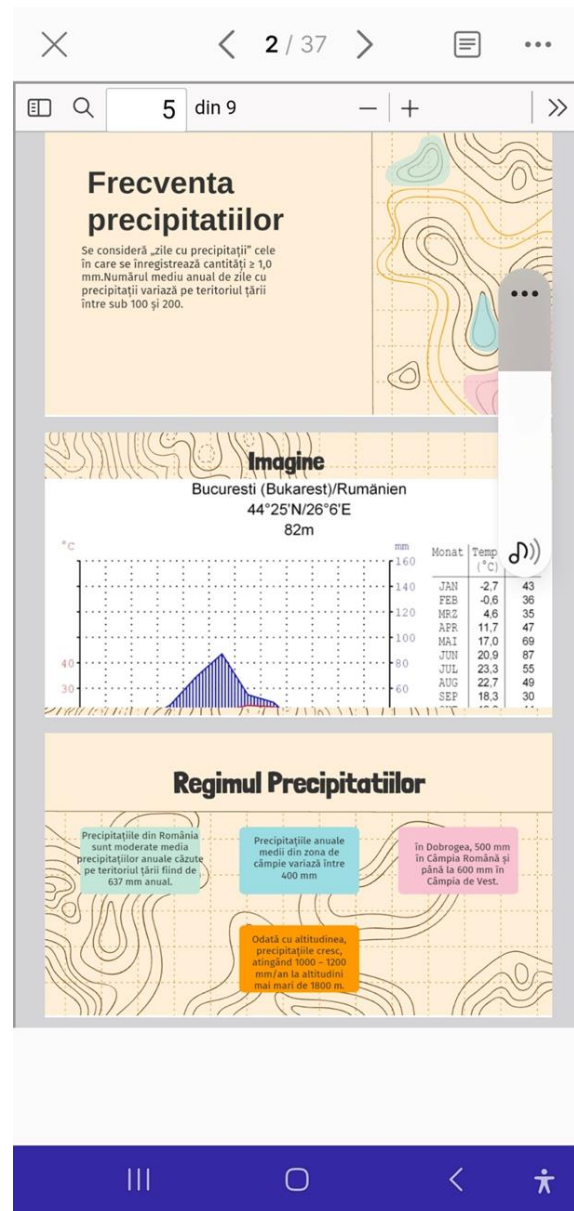 2 / 37
5 din 9
Frecventa
precipitatiilor
Se consideră „zile cu precipitații” cele
în care se înregistrează cantități ≥ 1,0
mm.Numărul mediu anual de zile cu
precipitații variază pe teritoriul țării
între sub 100 și 200.
Imagine
Bucuresti (Bukarest)/Rumänien
44°25'N/26°6'E
82m
°C
mm
160
140
120
100
40 80
30 60
Monat Temp
(°C)
JAN -2,7 43
FEB -0,6 36
MRZ 4,6 35
APR 11,7 47
MAI 17,0 69
JUN 20,9 87
JUL 23,3 55
AUG 22,7 49
SEP 18,3 30
Regimul Precipitatiilor
Precipitațiile din România
sunt moderate media
precipitațiilor anuale căzute
pe teritoriul țării fiind de
637 mm anual.
Precipitațiile anuale
medii din zona de
câmpie variază între
400 mm
în Dobrogea, 500 mm
în Câmpia Română și
până la 600 mm în
Câmpia de Vest.
Odată cu altitudinea,
precipitațiile cresc,
atingând 1000 – 1200
mm/an la altitudini
mai mari de 1800 m.